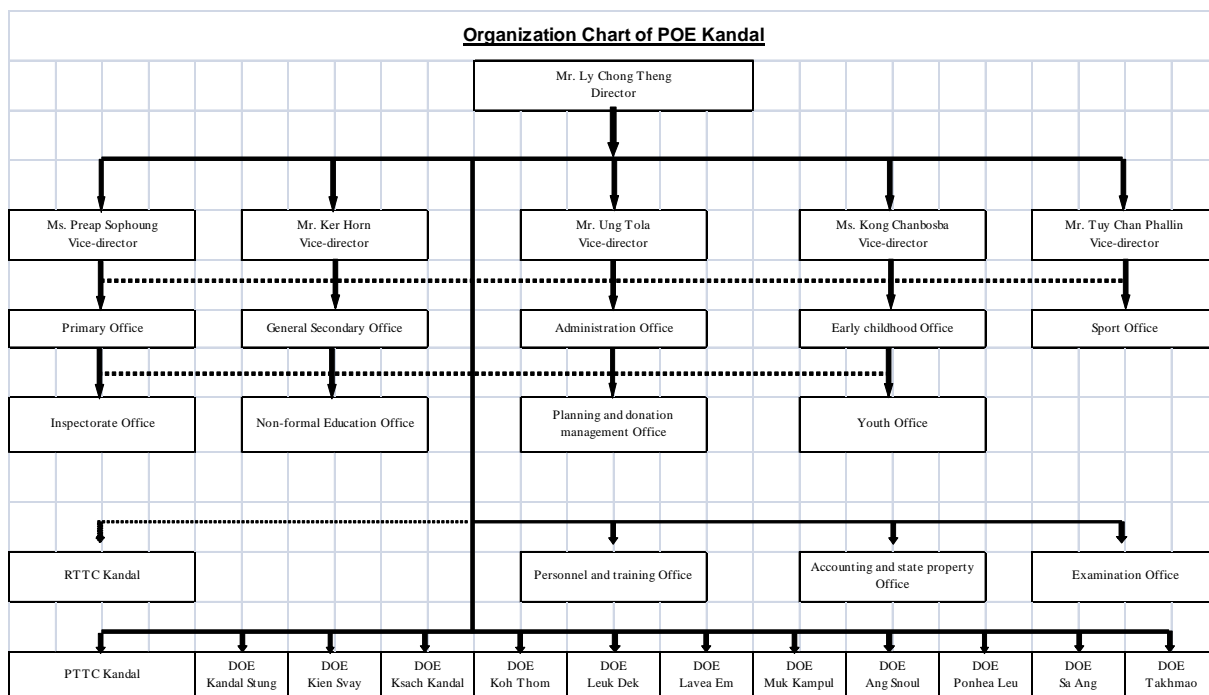 Organization Chart of POE Kandal
Mr. Ly Chong Theng
Director
Ms. Preap Sophoung
Vice-director
Mr. Ker Horn
Vice-director
Mr. Ung Tola
Vice-director
Ms. Kong Chanbosba
Vice-director
Mr. Tuy Chan Phallin
Vice-director
Primary Office
General Secondary Office
Administration Office
Early childhood Office
Sport Office
Inspectorate Office
Non-formal Education Office
Planning and donation
management Office
Youth Office
RTTC Kandal
Personnel and training Office
Accounting and state property
Office
Examination Office
PTTC Kandal
DOE
Kandal Stung
DOE
Kien Svay
DOE
Ksach Kandal
DOE
Koh Thom
DOE
Leuk Dek
DOE
Lavea Em
DOE
Muk Kampul
DOE
Ang Snoul
DOE
Ponhea Leu
DOE
Sa Ang
DOE
Takhmao